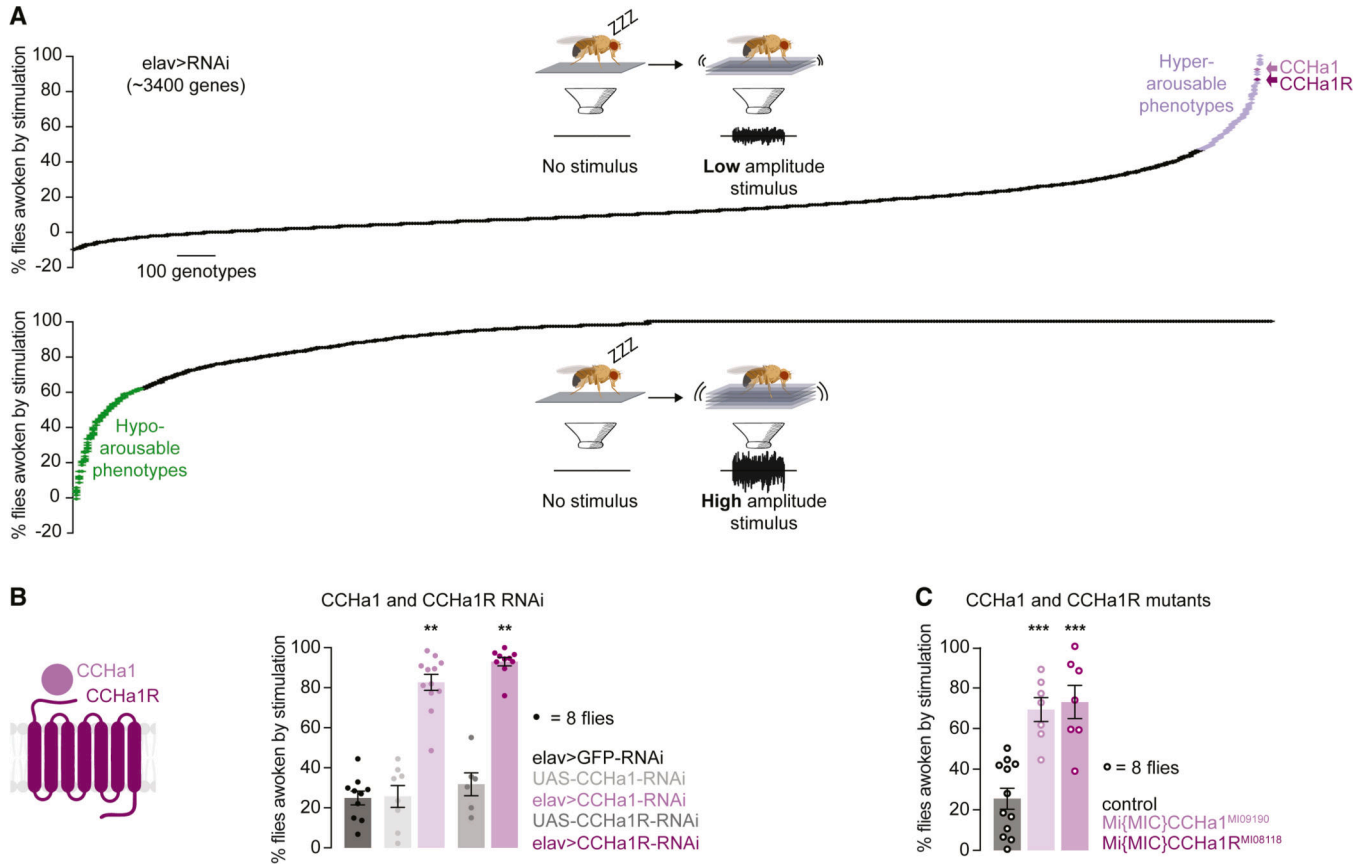 A
% flies awoken by stimulation
100
80
60
40
20
0
-20
elav>RNAi
(~3400 genes)
100 genotypes
ZZZ
No stimulus
Low amplitude
stimulus
Hyper-
arousable
phenotypes
CCHa1
CCHa1R
% flies awoken by stimulation
100
80
60
40
20
0
-20
Hypo-
arousable
phenotypes
ZZZ
No stimulus
High amplitude
stimulus
B
CCHa1
CCHa1R
CCHa1 and CCHa1R RNAi
% flies awoken by stimulation
100
80
60
40
20
0
**
**
= 8 flies
elav>GFP-RNAi
UAS-CCHa1-RNAi
elav>CCHa1-RNAi
UAS-CCHa1R-RNAi
elav>CCHa1R-RNAi
C
CCHa1 and CCHa1R mutants
% flies awoken by stimulation
100
80
60
40
20
0
***
***
= 8 flies
control
Mi{MIC}CCHa1MI09190
Mi{MIC}CCHa1RMI08118